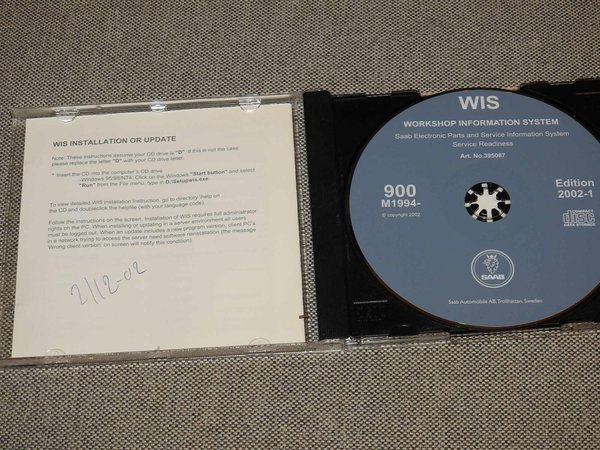 WIS INSTALLATION OR UPDATE
Note: These instructions assume your CD drive is "D". If this is not the case
please replace the letter "D" with your CD drive letter.
* Insert the CD into the computer's CD drive
-Windows 95/98/NT4: Click on the Windows "Start button" and select
"Run" from the File menu, type in D:\Setupwis.exe
To view detailed WIS installation Instruction, go to directory \help on
the CD and doubleclick the helpfile (with your language code).
Follow the instructions on the screen. Installation of WIS requires full administrator
rights on the PC. When installing or updating in a server environment all users
must be logged out. When an update includes a new program version, client PC's
in a network trying to access the server need software reinstallation (the message
'Wrong client version' on screen will notify this condition).
2/12-02
WIS
WORKSHOP INFORMATION SYSTEM
Saab Electronic Parts and Service Information System
Service Readiness
Art. No.395087
900
M1994-
© copyright 2002
Edition
2002-1
COMPACT
disc
DATA STORAGE
SAAB
Saab Automobile AB, Trollhättan, Sweden